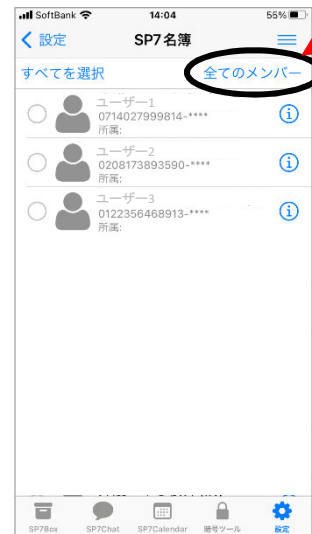 SoftBank 14:04 55%
設定 SP7名簿
すべてを選択 全てのメンバー
ユーザー1
0714027999814-****
所属:
ユーザー2
0208173893590-****
所属:
ユーザー3
0122356468913-****
所属:
SP7Box SP7Chat SP7Calendar 暗号ツール 設定